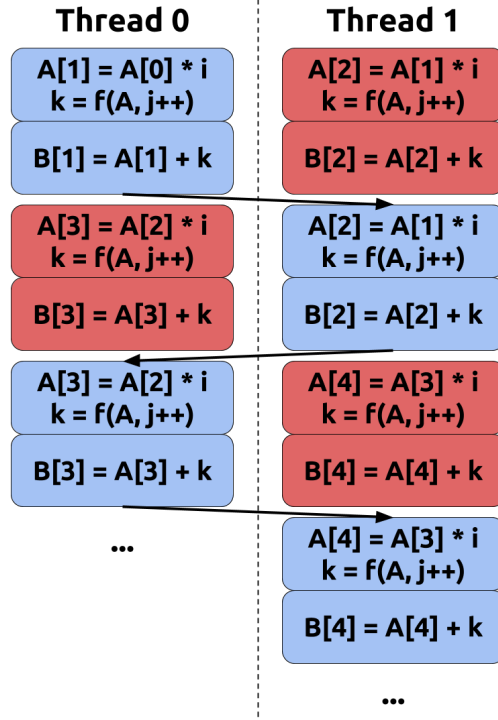 Thread 0
A[1] = A[0] * i
k = f(A, j++)
B[1] = A[1] + k
A[3] = A[2] * i
k = f(A, j++)
B[3] = A[3] + k
A[3] = A[2] * i
k = f(A, j++)
B[3] = A[3] + k
...
Thread 1
A[2] = A[1] * i
k = f(A, j++)
B[2] = A[2] + k
A[2] = A[1] * i
k = f(A, j++)
B[2] = A[2] + k
A[4] = A[3] * i
k = f(A, j++)
B[4] = A[4] + k
A[4] = A[3] * i
k = f(A, j++)
B[4] = A[4] + k
...